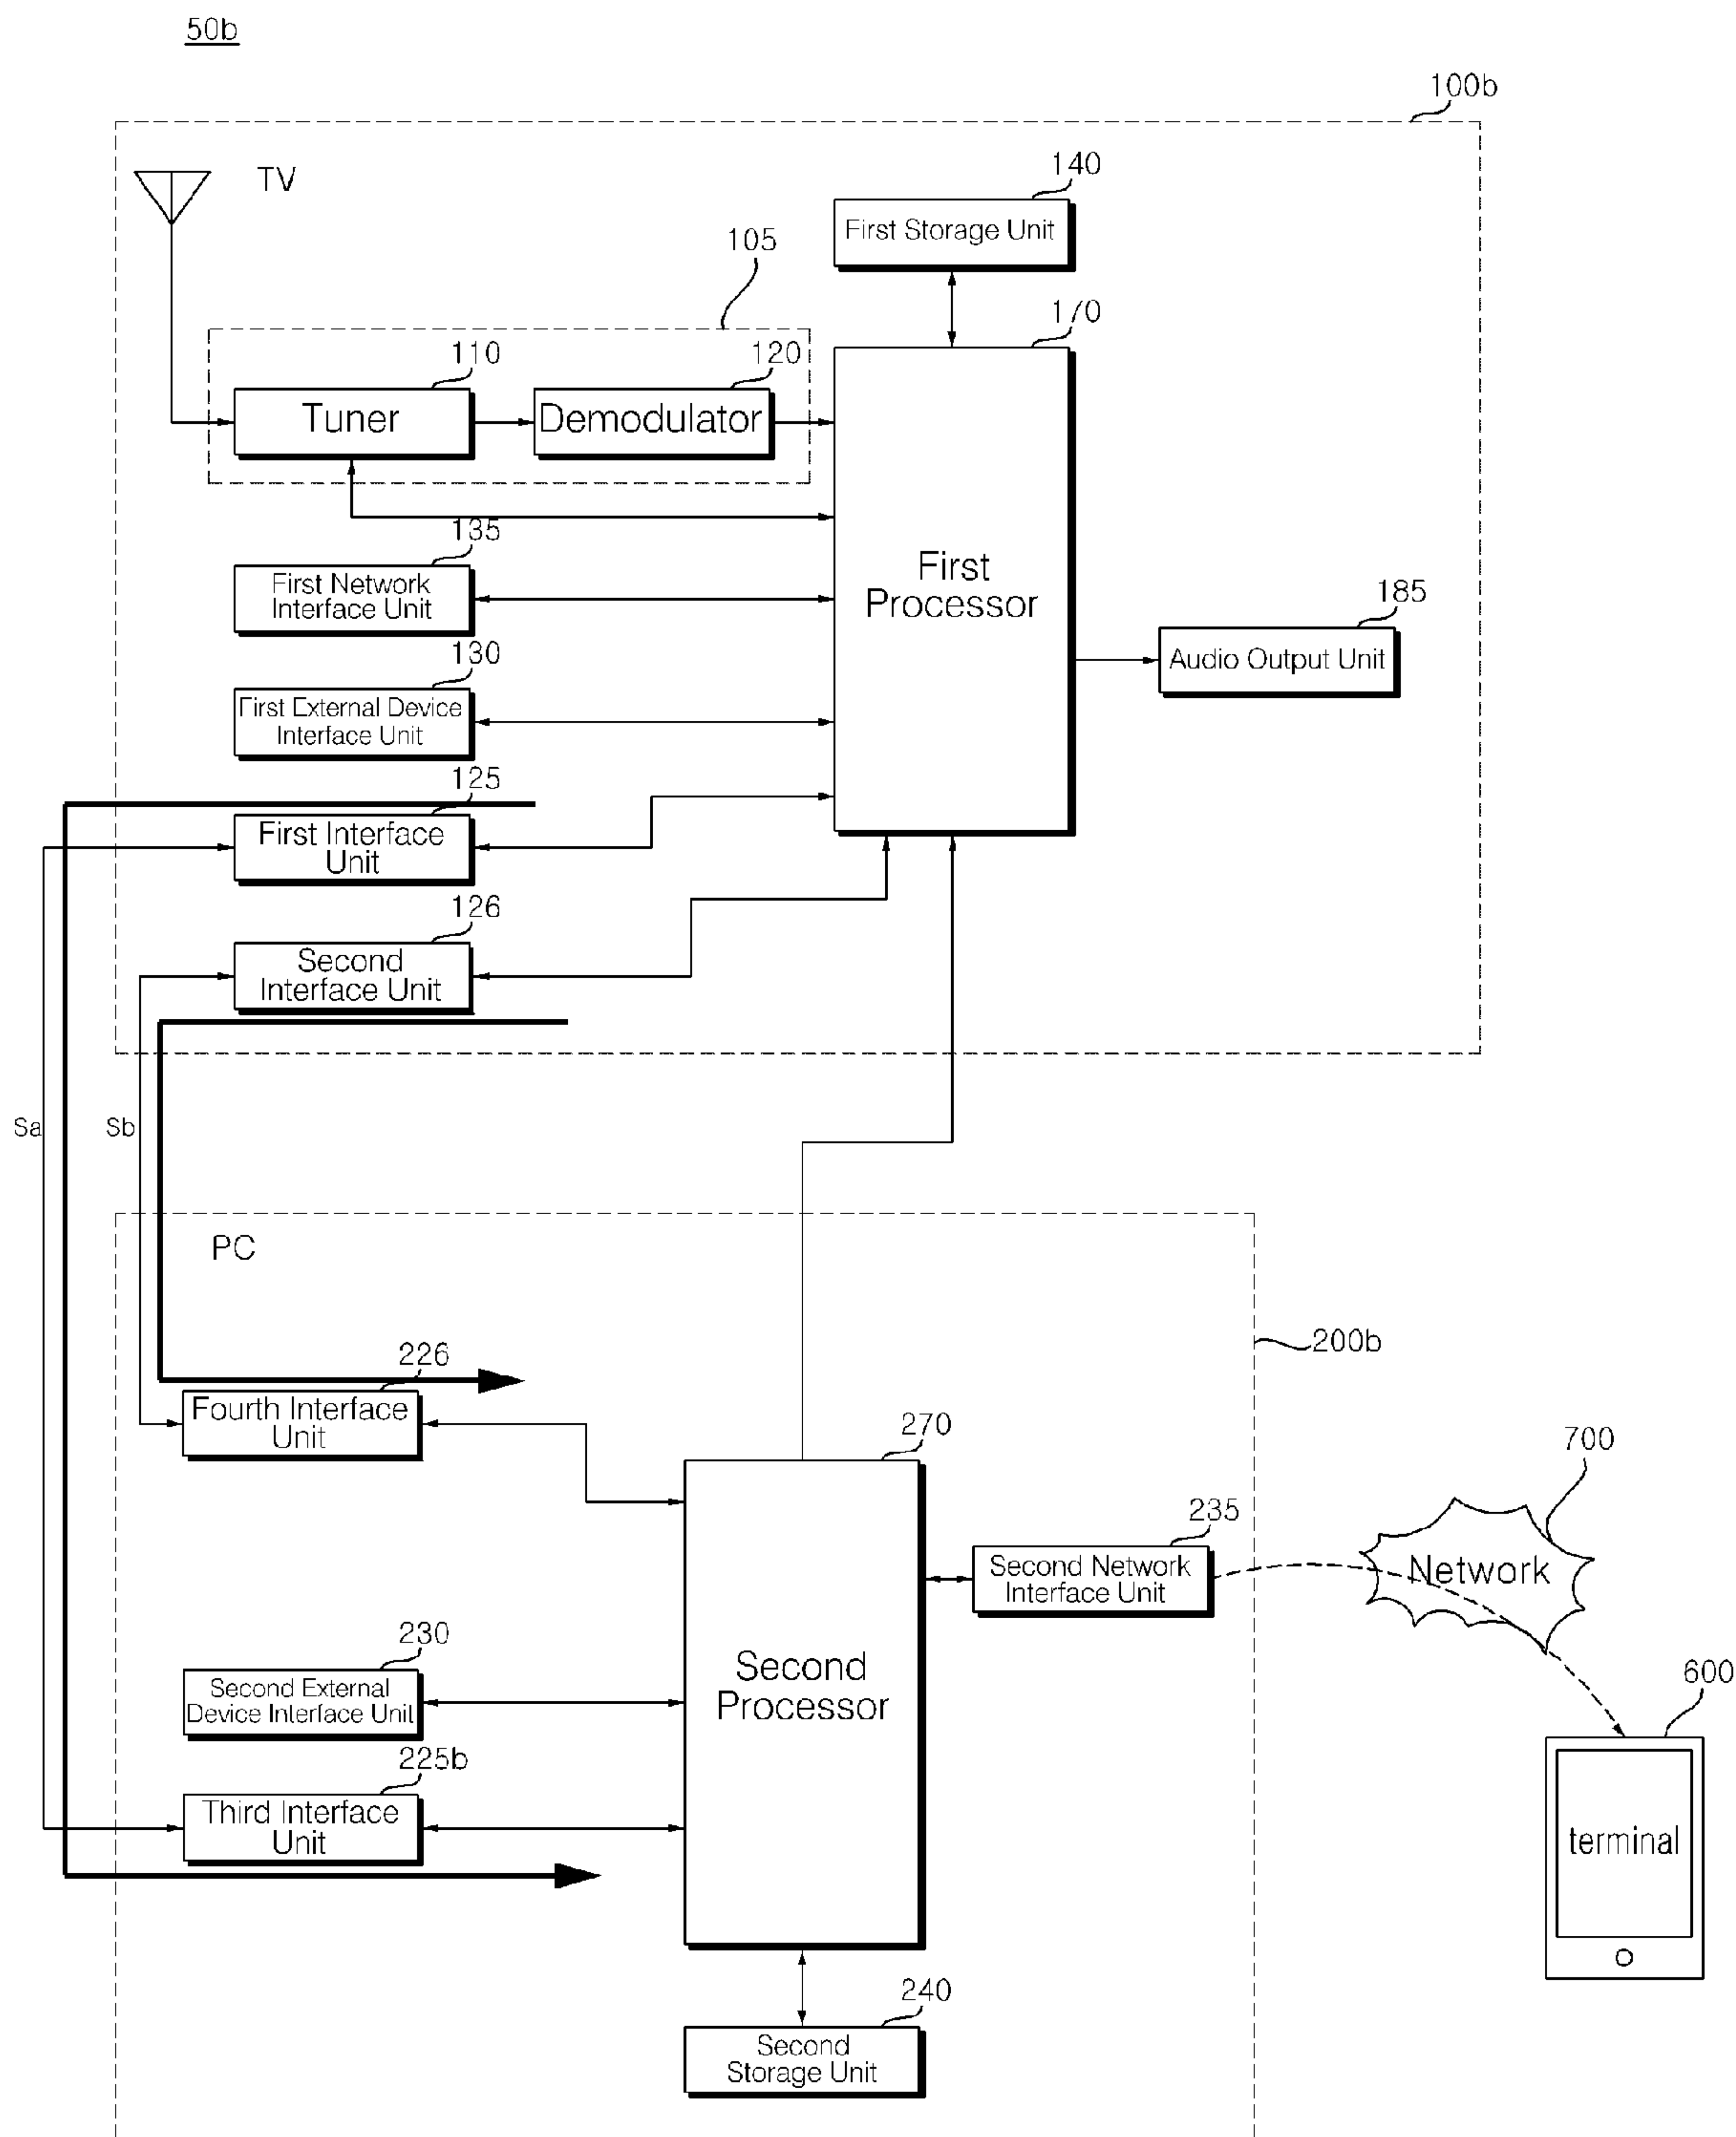 50b
100b
TV
140
First Storage Unit
105
170
110
120
Tuner
Demodulator
135
First Network
Interface Unit
First
Processor
185
Audio Output Unit
130
First External Device
Interface Unit
125
First Interface
Unit
126
Second
Interface Unit
Sa
Sb
PC
200b
226
Fourth Interface
Unit
270
700
235
Second Network
Interface Unit
Network
230
Second External
Device Interface Unit
Second
Processor
600
225b
Third Interface
Unit
terminal
240
Second
Storage Unit